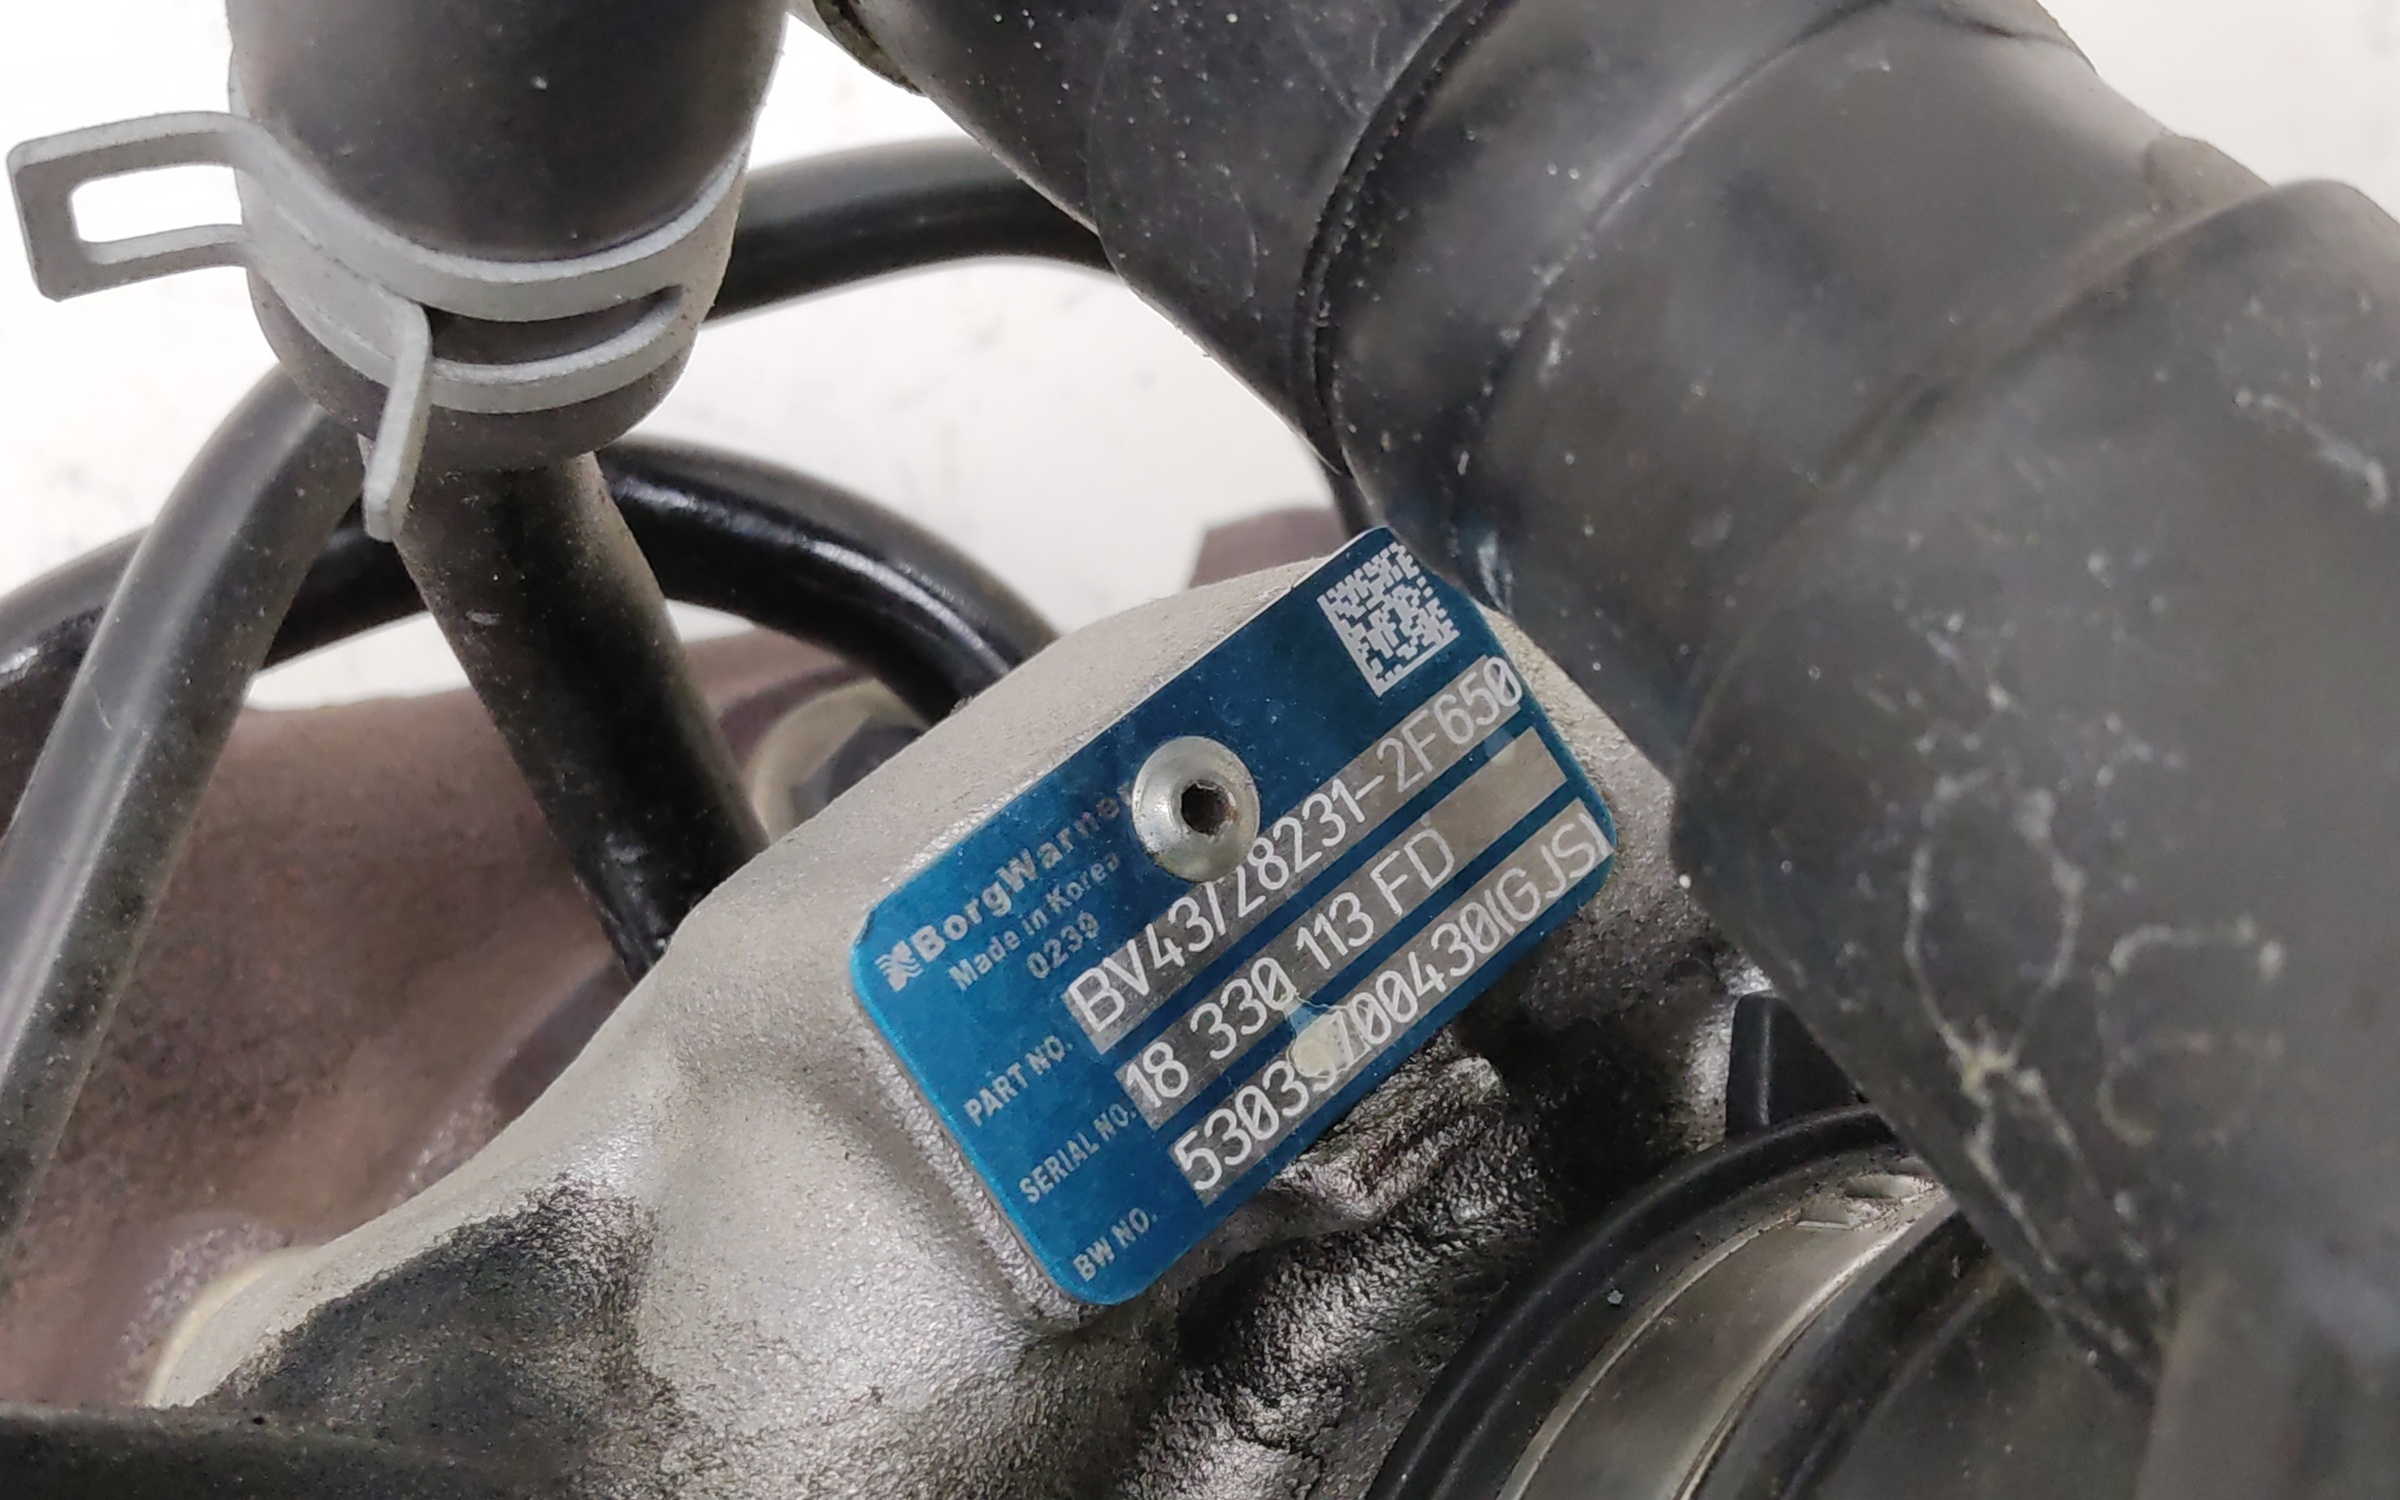 BorgWarner
Made in Korea
0239
PART NO. BV43/28231-2F650
SERIAL NO. 18 330 113 FD
BW NO. 53039700430(GJS)